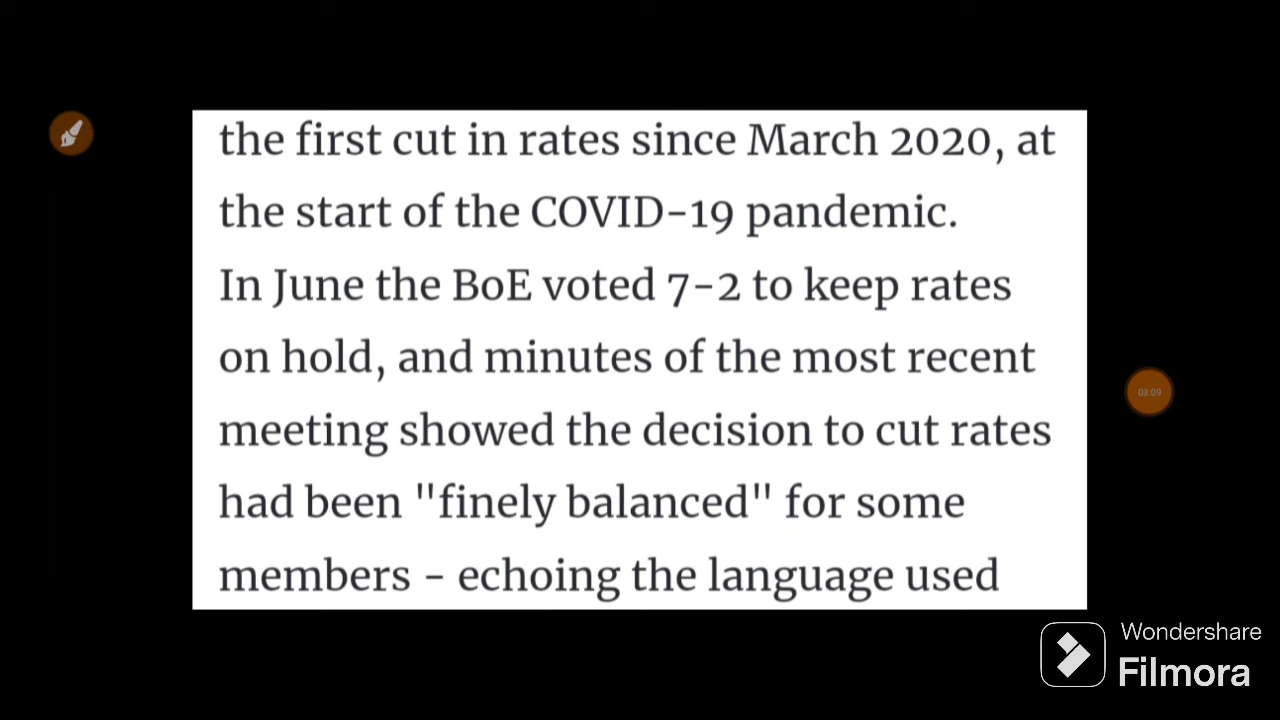 the first cut in rates since March 2020, at
the start of the COVID-19 pandemic.
In June the BoE voted 7-2 to keep rates
on hold, and minutes of the most recent
meeting showed the decision to cut rates
had been "finely balanced" for some
members - echoing the language used
03:09
Wondershare
Filmora